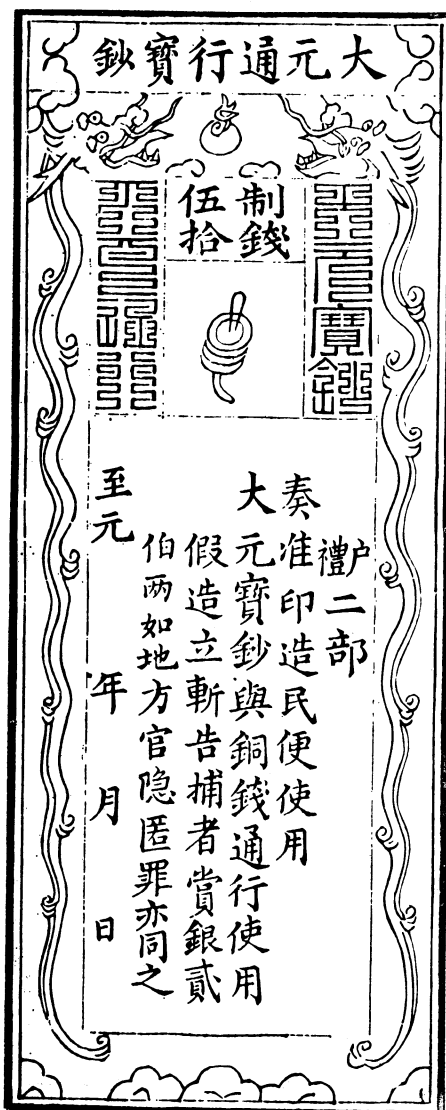 大元通行寳鈔
制錢
伍拾
户禮二部
奏准印造民便使用
大元寳鈔與銅錢通行使用
假造立斬告捕者賞銀貳
伯两如地方官隐匿罪亦同之
至元　年　月　日